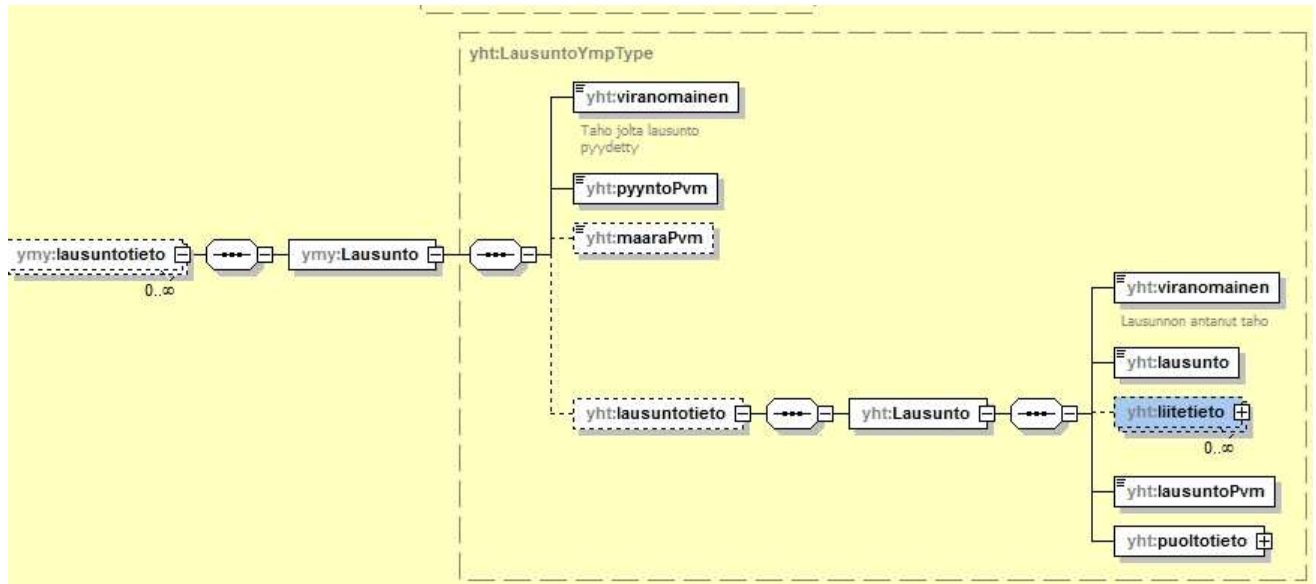 yht:LausuntoYmpType
yht:viranomainen
Taho jolta lausunto
pyydetty
yht:pyyntoPvm
yht:maaraPvm
ymy:lausuntotieto
0..∞
ymy:Lausunto
yht:lausuntotieto
yht:Lausunto
yht:viranomainen
Lausunnon antanut taho
yht:lausunto
yht:liitetieto
0..∞
yht:lausuntoPvm
yht:puoltotieto